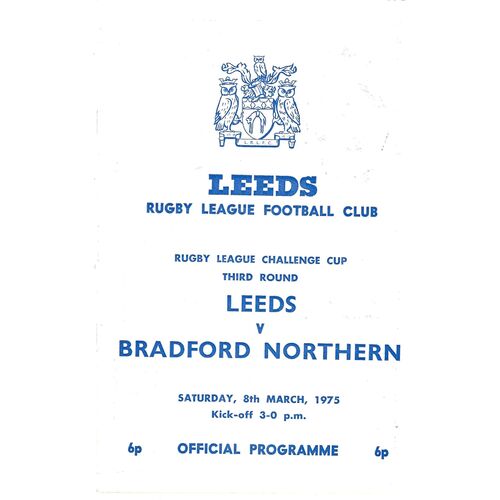 L.R.L.F.C.
LEEDS
RUGBY LEAGUE FOOTBALL CLUB
RUGBY LEAGUE CHALLENGE CUP
THIRD ROUND
LEEDS
V
BRADFORD NORTHERN
SATURDAY, 8th MARCH, 1975
Kick-off 3-0 p.m.
6p OFFICIAL PROGRAMME 6p